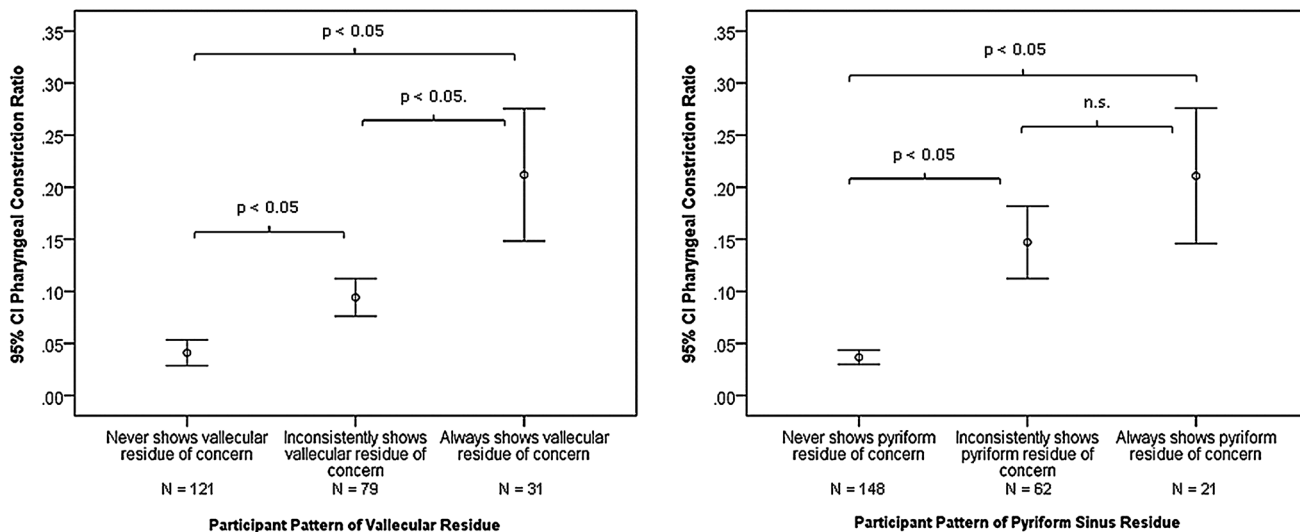 95% CI Pharyngeal Constriction Ratio
.35
.30
.25
.20
.15
.10
.05
.00
p < 0.05
p < 0.05.
p < 0.05
Never shows vallecular
residue of concern
N = 121
Inconsistently shows
vallecular residue of
concern
N = 79
Always shows vallecular
residue of concern
N = 31
Participant Pattern of Vallecular Residue
95% CI Pharyngeal Constriction Ratio
.35
.30
.25
.20
.15
.10
.05
.00
p < 0.05
n.s.
p < 0.05
Never shows pyriform
residue of concern
N = 148
Inconsistently shows
pyriform residue of
concern
N = 62
Always shows pyriform
residue of concern
N = 21
Participant Pattern of Pyriform Sinus Residue